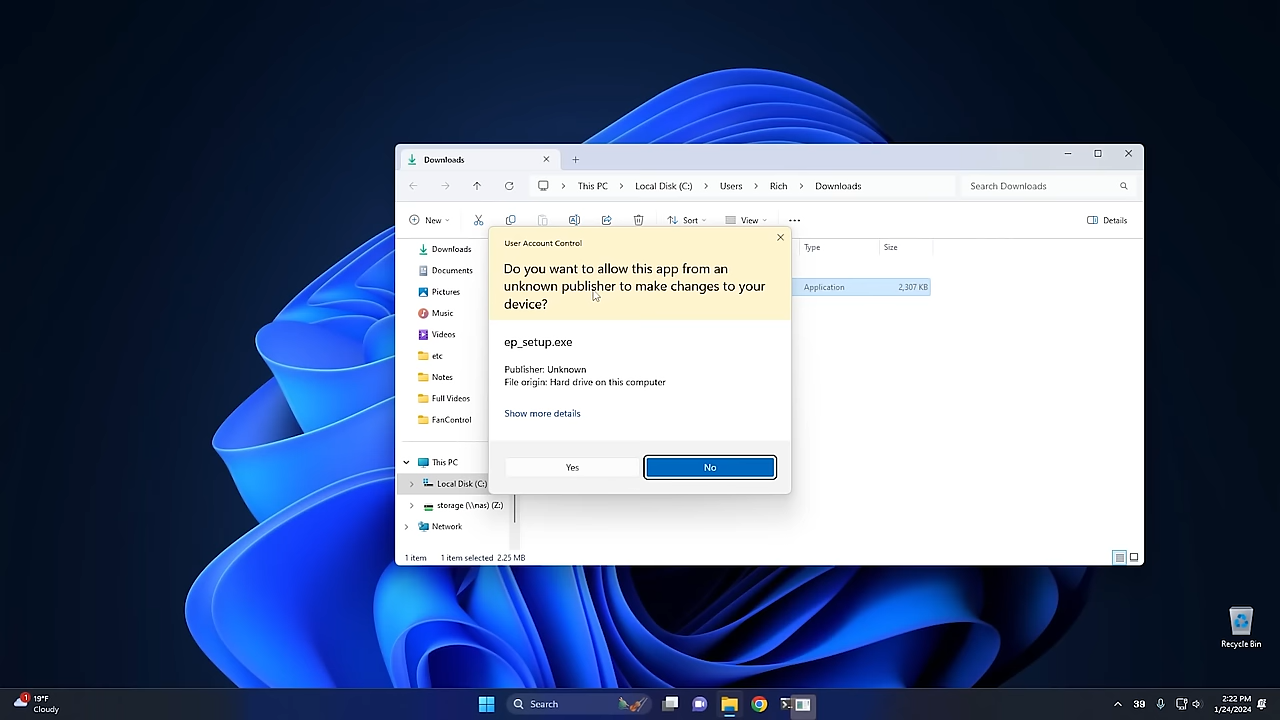 Downloads
This PC
Local Disk (C:)
Users
Rich
Downloads
Search Downloads
New
Sort
View
Details
Downloads
Documents
Pictures
Music
Videos
etc
Notes
Full Videos
FanControl
This PC
Local Disk (C:)
storage (\\nas) (Z:)
Network
Type
Size
Application
2,307 KB
User Account Control
Do you want to allow this app from an
unknown publisher to make changes to your
device?
ep_setup.exe
Publisher: Unknown
File origin: Hard drive on this computer
Show more details
Yes
No
1 item
1 item selected 2.25 MB
Recycle Bin
1
19°F
Cloudy
Search
39
2:22 PM
1/24/2024